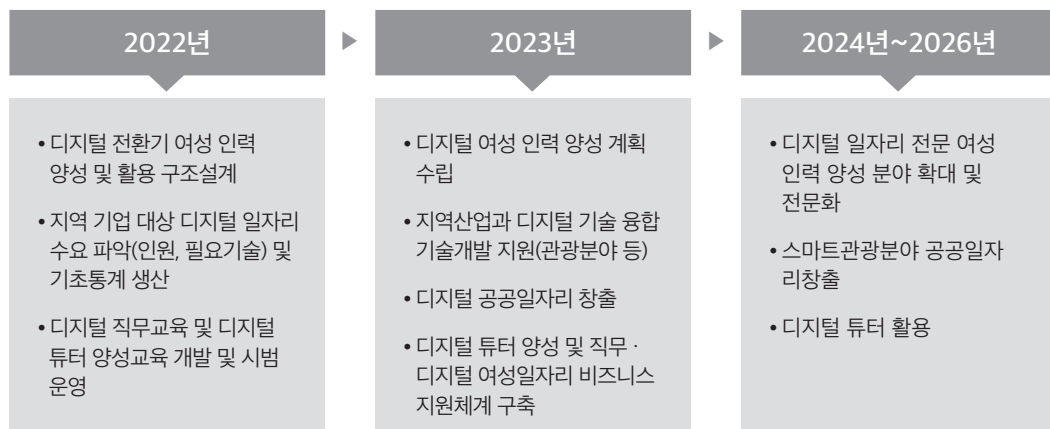 2022년
• 디지털 전환기 여성 인력
양성 및 활용 구조설계
• 지역 기업 대상 디지털 일자리
수요 파악(인원, 필요기술) 및
기초통계 생산
• 디지털 직무교육 및 디지털
튜터 양성교육 개발 및 시범
운영
2023년
• 디지털 여성 인력 양성 계획
수립
• 지역산업과 디지털 기술 융합
기술개발 지원(관광분야 등)
• 디지털 공공일자리 창출
• 디지털 튜터 양성 및 직무 ·
디지털 여성일자리 비즈니스
지원체계 구축
2024년~2026년
• 디지털 일자리 전문 여성
인력 양성 분야 확대 및
전문화
• 스마트관광분야 공공일자
리창출
• 디지털 튜터 활용